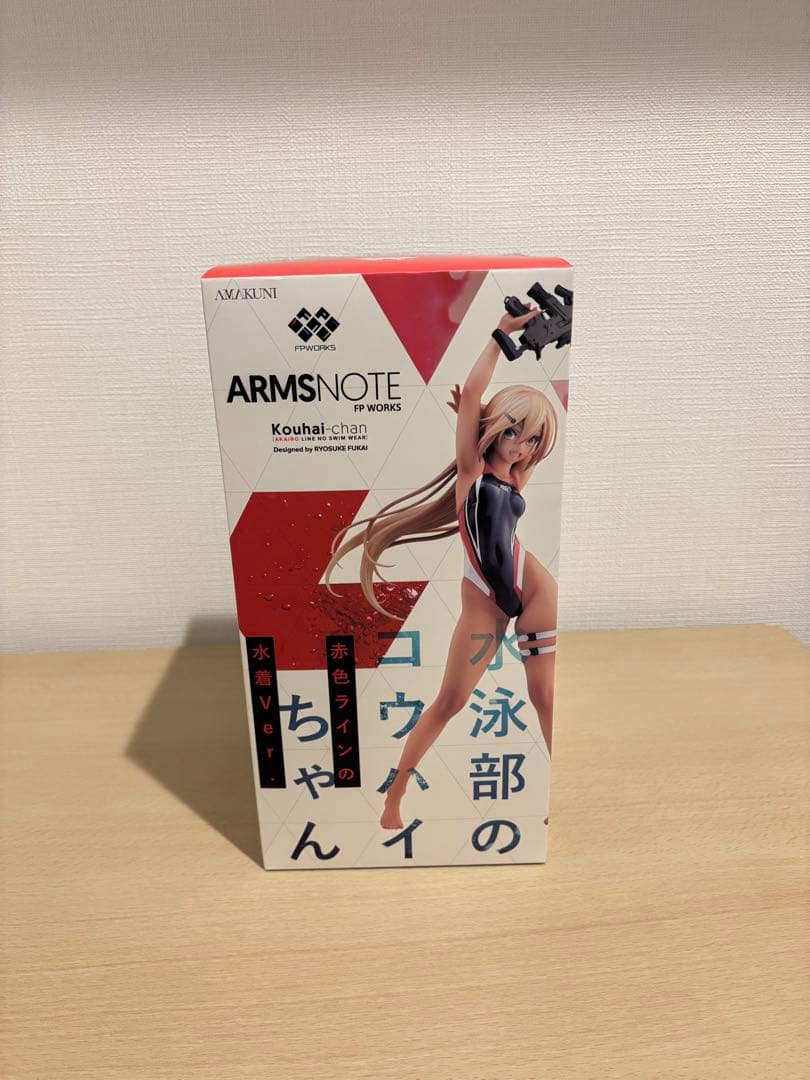 AMAKUNI
FPWORKS
ARMSNOTE
FP WORKS
Kouhai-chan
[AKAIRO LINE NO SWIM WEAR]
Designed by RYOSUKE FUKAI
水泳部の
コウハイ
ちゃん
赤色ラインの
水着Ver.